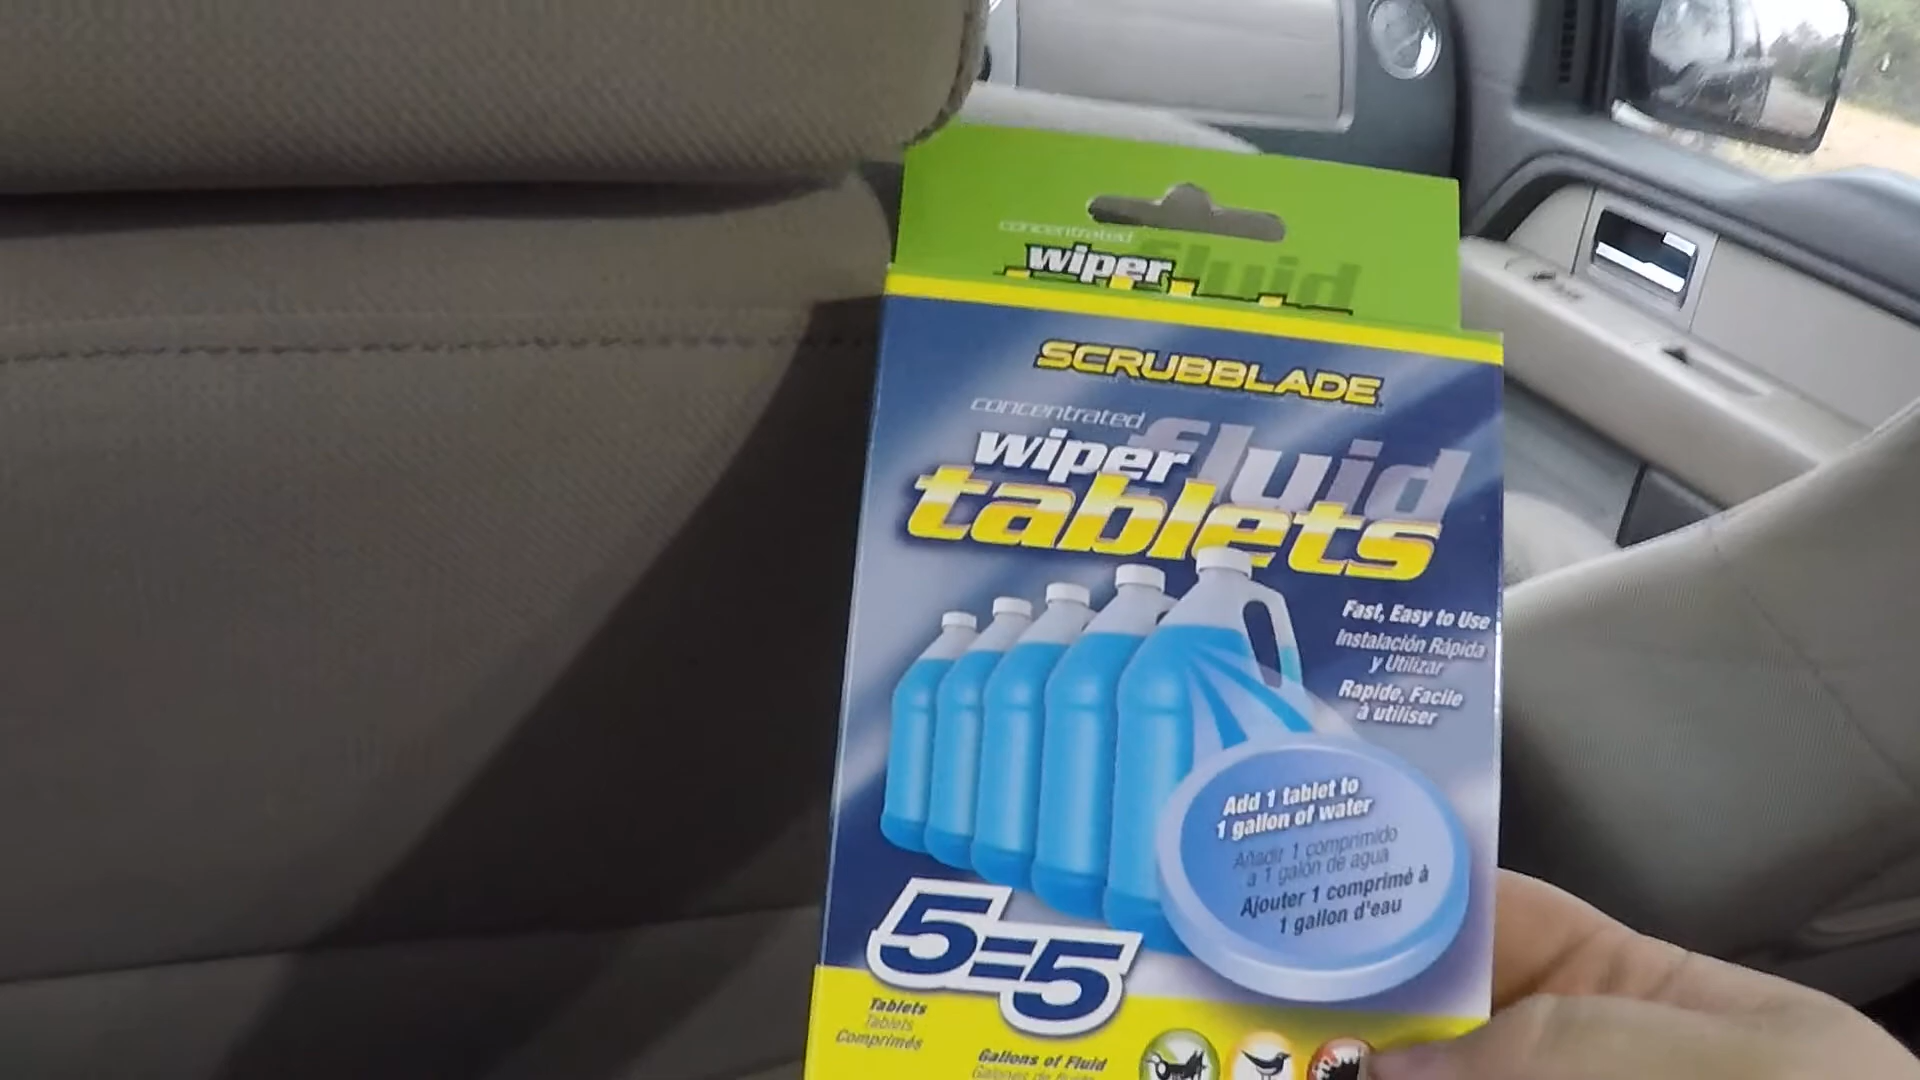 concentrated
wiper fluid
SCRUBBLADE
concentrated
wiper fluid
tablets
Fast, Easy to Use
Instalación Rápida
y Utilizar
Rapide, Facile
à utiliser
Add 1 tablet to
1 gallon of water
Añadir 1 comprimido
a 1 galón de agua
Ajouter 1 comprimé à
1 gallon d'eau
5=5
Tablets
Tablets
Comprimés
Gallons of Fluid